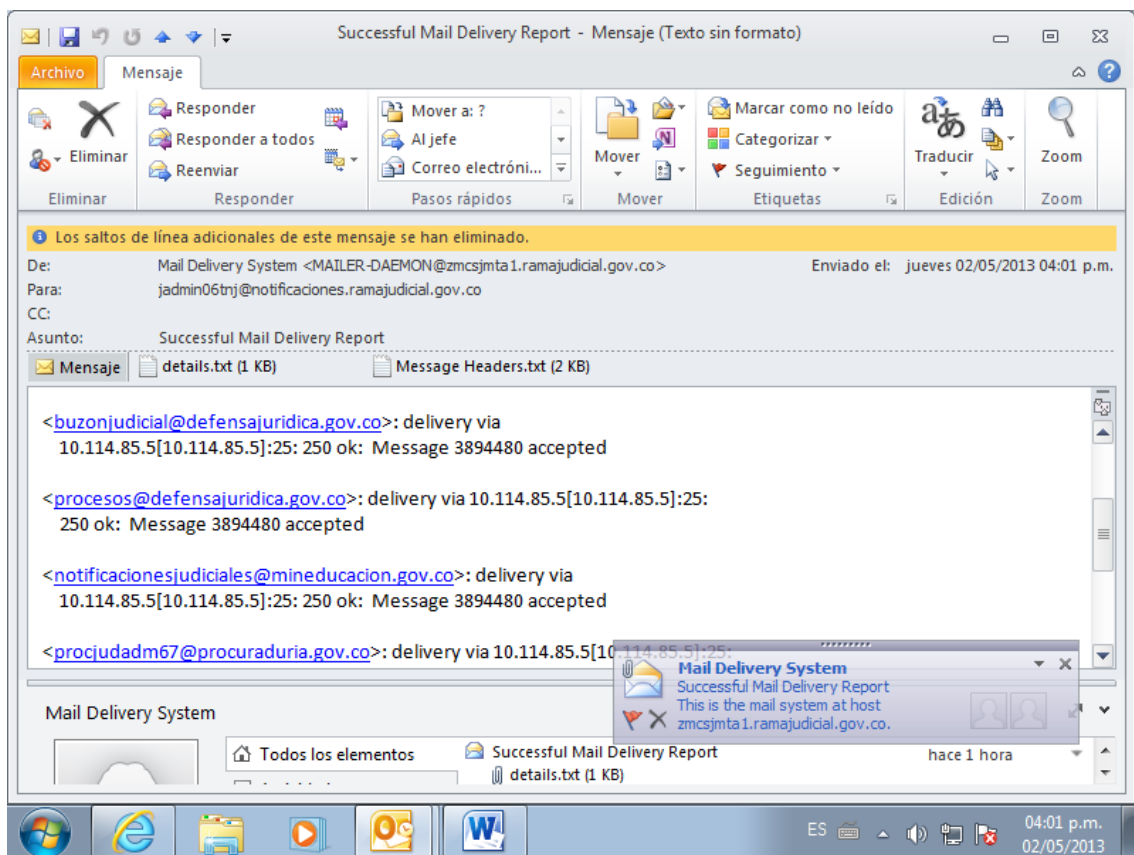 Successful Mail Delivery Report - Mensaje (Texto sin formato)
Archivo Mensaje
Eliminar
Responder
Responder a todos
Reenviar
Mover a: ?
Al jefe
Correo electróni...
Mover
Marcar como no leído
Categorizar
Seguimiento
Traducir
Zoom
Eliminar Responder Pasos rápidos Mover Etiquetas Edición Zoom
Los saltos de línea adicionales de este mensaje se han eliminado.
De: Mail Delivery System <MAILER-DAEMON@zmcsjmta1.ramajudicial.gov.co> Enviado el: jueves 02/05/2013 04:01 p.m.
Para: jadmin06tnj@notificaciones.ramajudicial.gov.co
CC:
Asunto: Successful Mail Delivery Report
Mensaje details.txt (1 KB) Message Headers.txt (2 KB)
<buzonjudicial@defensajuridica.gov.co>: delivery via
10.114.85.5[10.114.85.5]:25: 250 ok: Message 3894480 accepted
<procesos@defensajuridica.gov.co>: delivery via 10.114.85.5[10.114.85.5]:25:
250 ok: Message 3894480 accepted
<notificacionesjudiciales@mineducacion.gov.co>: delivery via
10.114.85.5[10.114.85.5]:25: 250 ok: Message 3894480 accepted
<procjudadm67@procuraduria.gov.co>: delivery via 10.114.85.5[10.114.85.5]:25:
Mail Delivery System
Successful Mail Delivery Report
This is the mail system at host
zmcsjmta1.ramajudicial.gov.co.
Mail Delivery System
Todos los elementos
Successful Mail Delivery Report hace 1 hora
details.txt (1 KB)
ES 04:01 p.m.
02/05/2013